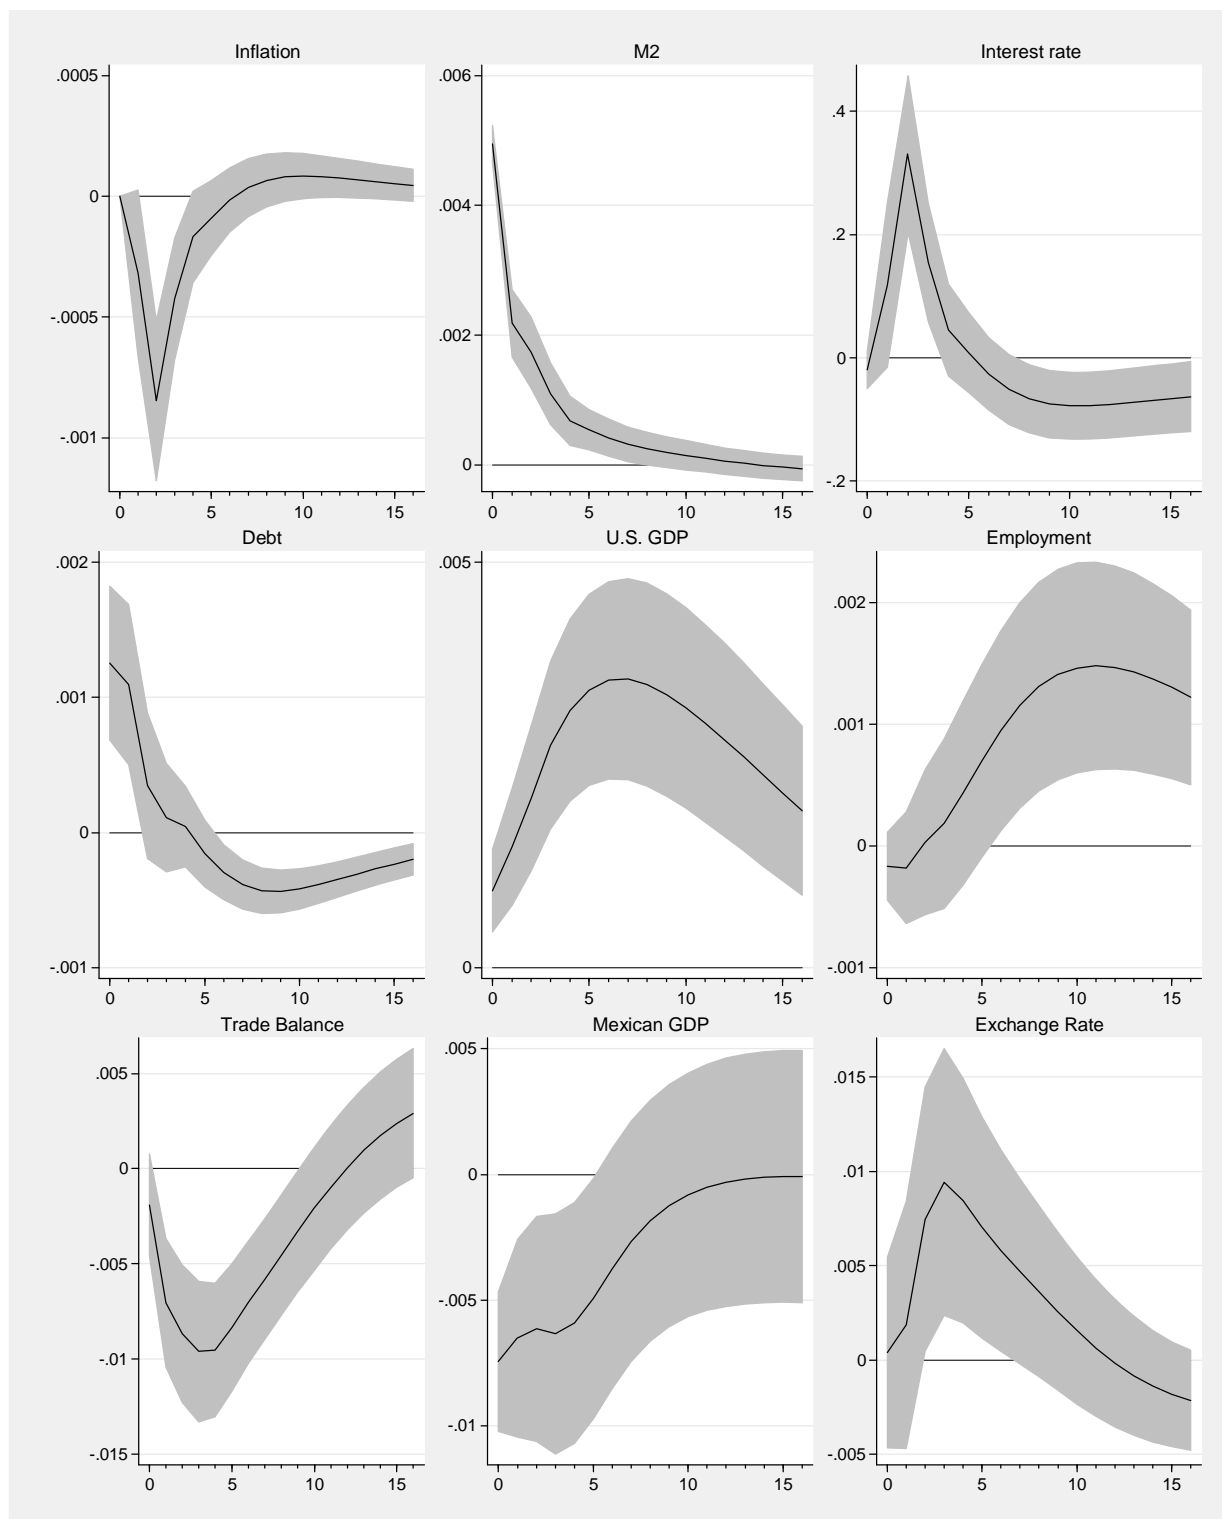 Inflation
.0005
0
-.0005
-.001
0 5 10 15
M2
.006
.004
.002
0
0 5 10 15
Interest rate
.4
.2
0
-.2
0 5 10 15
Debt
.002
.001
0
-.001
0 5 10 15
U.S. GDP
.005
0
0 5 10 15
Employment
.002
.001
0
-.001
0 5 10 15
Trade Balance
.005
0
-.005
-.01
-.015
0 5 10 15
Mexican GDP
.005
0
-.005
-.01
0 5 10 15
Exchange Rate
.015
.01
.005
0
-.005
0 5 10 15